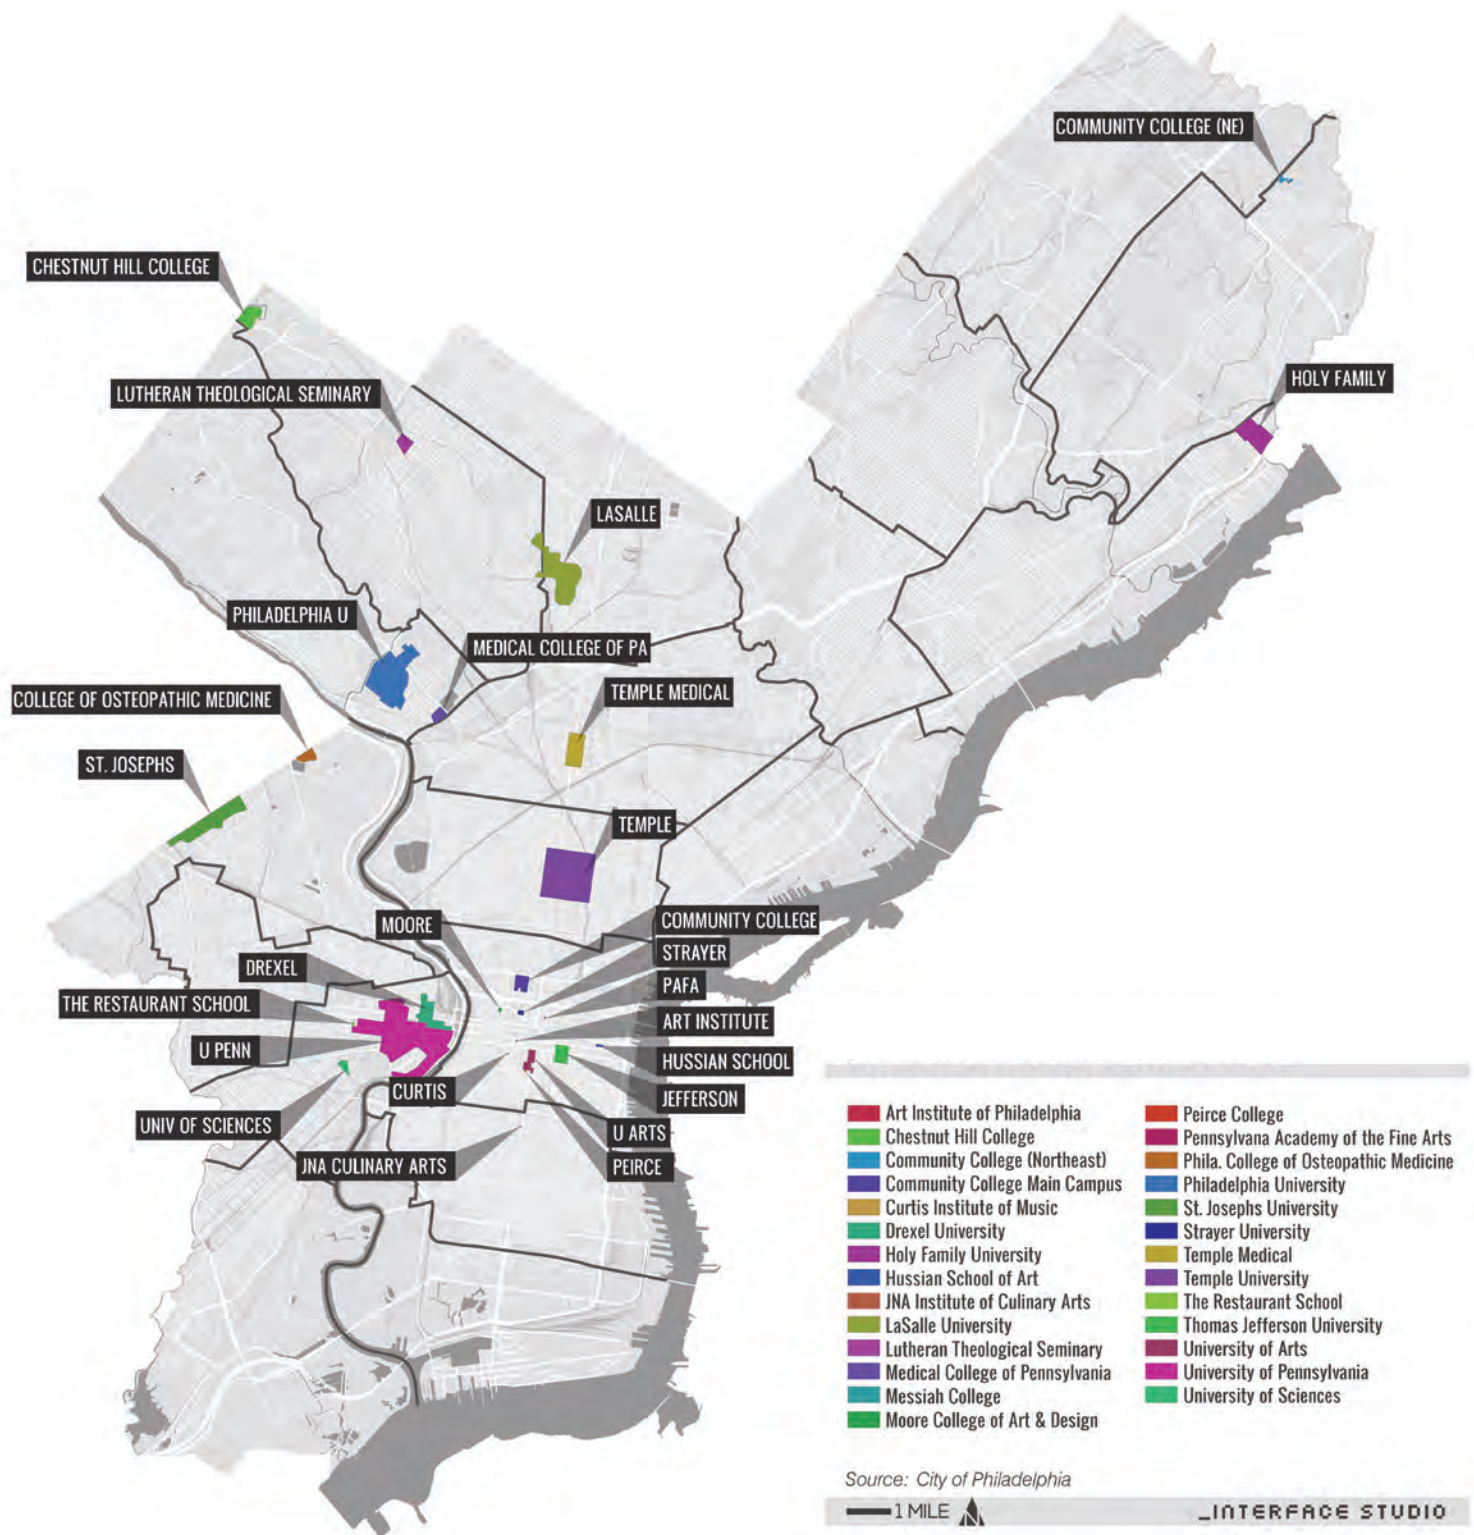 COMMUNITY COLLEGE (NE)
CHESTNUT HILL COLLEGE
LUTHERAN THEOLOGICAL SEMINARY
HOLY FAMILY
LASALLE
PHILADELPHIA U
MEDICAL COLLEGE OF PA
COLLEGE OF OSTEOPATHIC MEDICINE
TEMPLE MEDICAL
ST. JOSEPHS
TEMPLE
MOORE
COMMUNITY COLLEGE
STRAYER
DREXEL
PAFA
THE RESTAURANT SCHOOL
ART INSTITUTE
U PENN
HUSSIAN SCHOOL
CURTIS
JEFFERSON
UNIV OF SCIENCES
U ARTS
JNA CULINARY ARTS
PEIRCE
Art Institute of Philadelphia
Chestnut Hill College
Community College (Northeast)
Community College Main Campus
Curtis Institute of Music
Drexel University
Holy Family University
Hussian School of Art
JNA Institute of Culinary Arts
LaSalle University
Lutheran Theological Seminary
Medical College of Pennsylvania
Messiah College
Moore College of Art & Design
Peirce College
Pennsylvana Academy of the Fine Arts
Phila. College of Osteopathic Medicine
Philadelphia University
St. Josephs University
Strayer University
Temple Medical
Temple University
The Restaurant School
Thomas Jefferson University
University of Arts
University of Pennsylvania
University of Sciences
Source: City of Philadelphia
1 MILE
_INTERFACE STUDIO